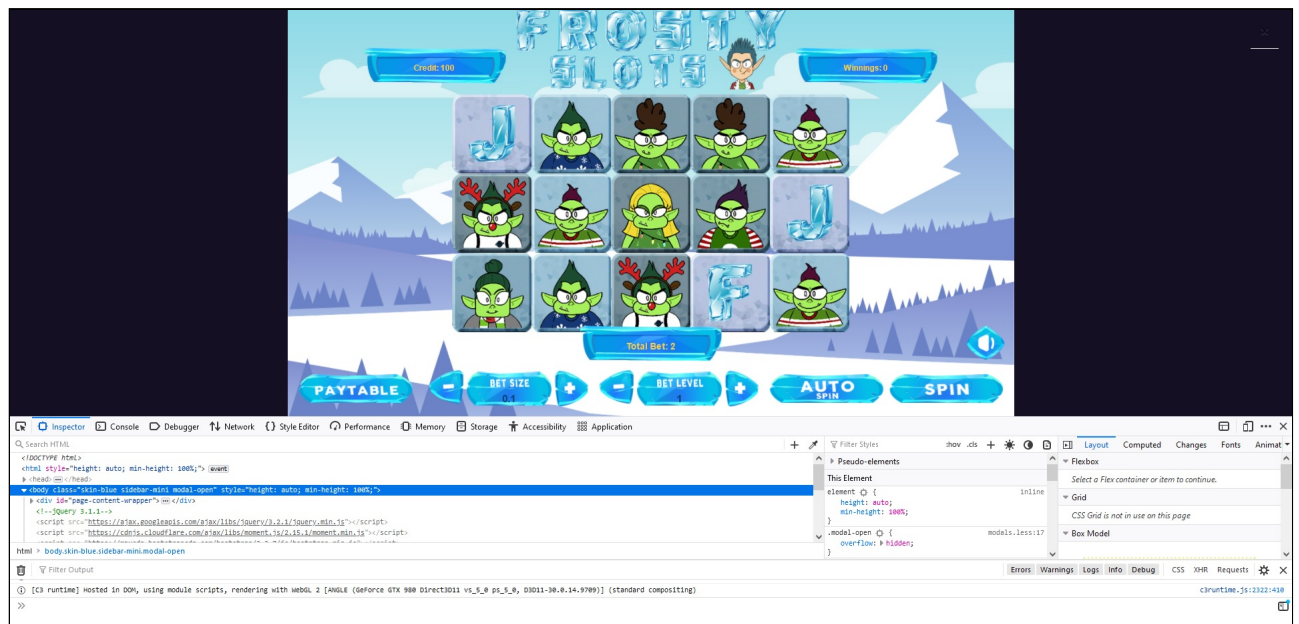 FROSTY
SLOTS
Credit: 100
Winnings: 0
J
J
F
Total Bet: 2
PAYTABLE
-
BET SIZE
0.1
+
-
BET LEVEL
1
+
AUTO
SPIN
SPIN
Inspector Console Debugger Network {} Style Editor Performance Memory Storage Accessibility Application
Search HTML
<!DOCTYPE html>
<html style="height: auto; min-height: 100%;"> event
<head> </head>
<body class="skin-blue sidebar-mini modal-open" style="height: auto; min-height: 100%;">
<div id="page-content-wrapper"> </div>
<!--jQuery 3.1.1-->
<script src="https://ajax.googleapis.com/ajax/libs/jquery/3.2.1/jquery.min.js"></script>
<script src="https://cdnjs.cloudflare.com/ajax/libs/moment.js/2.15.1/moment.min.js"></script>
html > body.skin-blue.sidebar-mini.modal-open
Filter Styles :hov .cls +
Pseudo-elements
This Element
element { inline
height: auto;
min-height: 100%;
}
.modal-open { modals.less:17
overflow: hidden;
}
Layout Computed Changes Fonts Animat
Flexbox
Select a Flex container or item to continue.
Grid
CSS Grid is not in use on this page
Box Model
Filter Output
Errors Warnings Logs Info Debug CSS XHR Requests
[C3 runtime] Hosted in DOM, using module scripts, rendering with WebGL 2 [ANGLE (GeForce GTX 980 Direct3D11 vs_5_0 ps_5_0, D3D11-30.0.14.9709)] (standard compositing) c3runtime.js:2322:410
>>